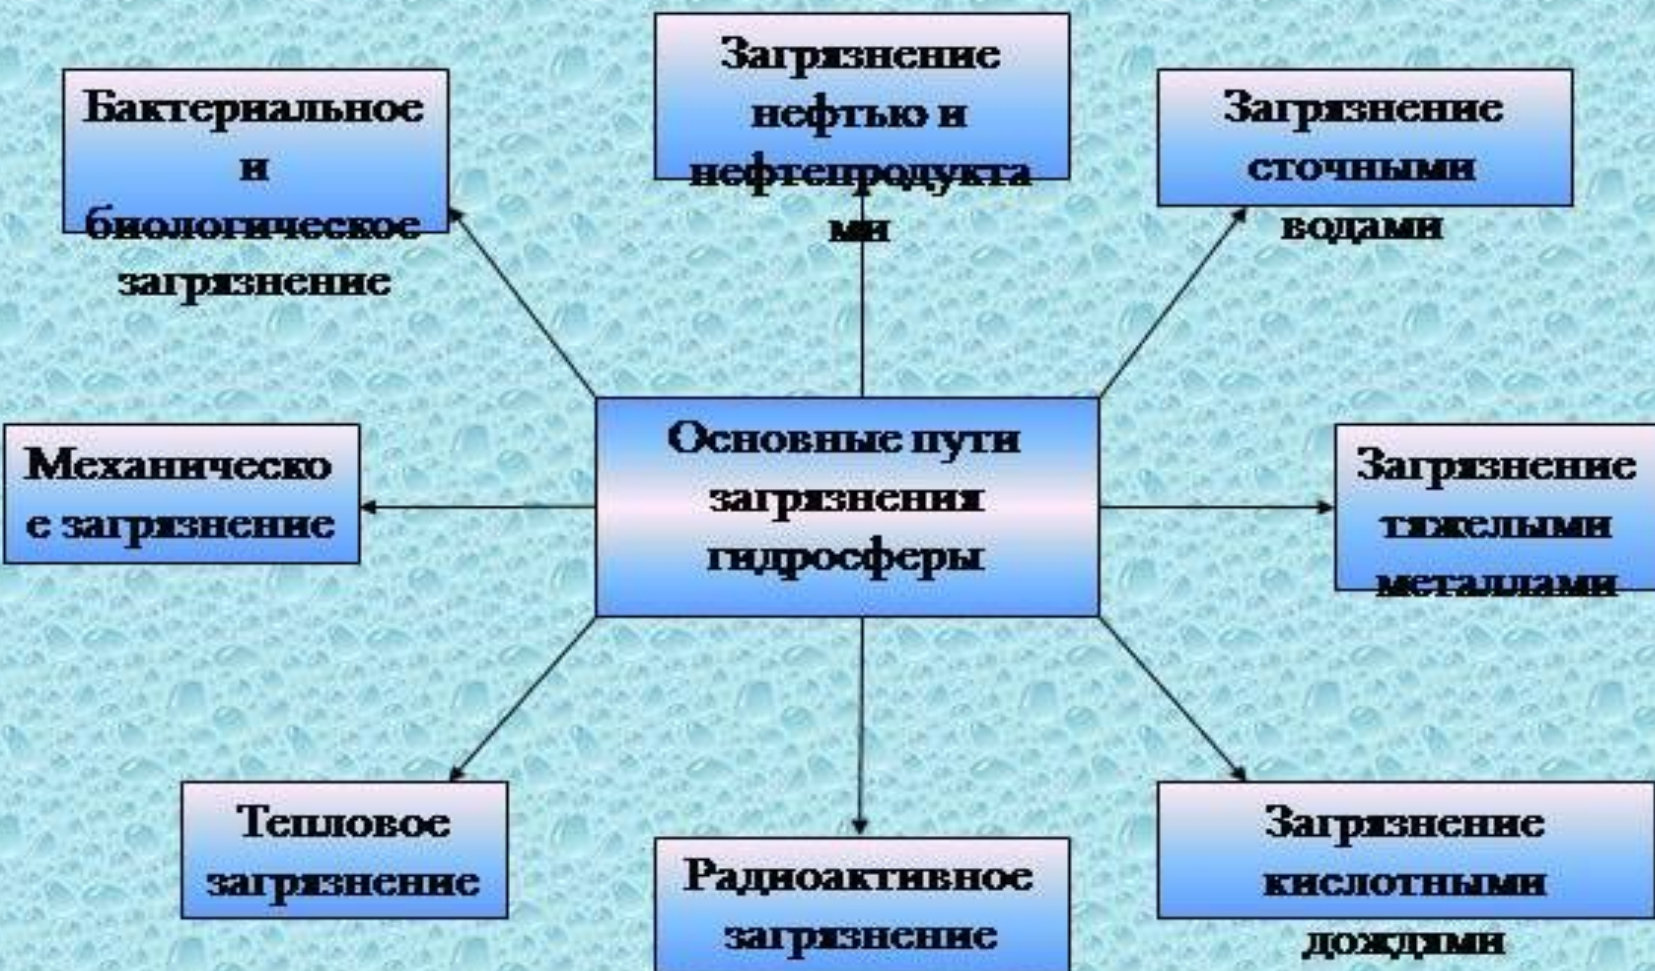 Загрязнение
нефтью и
нефтепродукта
ми
Бактериальное
и
биологическое
загрязнение
Загрязнение
сточными
водами
Механическо
е загрязнение
Основные пути
загрязнения
гидросферы
Загрязнение
тяжелыми
металлами
Тепловое
загрязнение
Радиоактивное
загрязнение
Загрязнение
кислотными
дождями